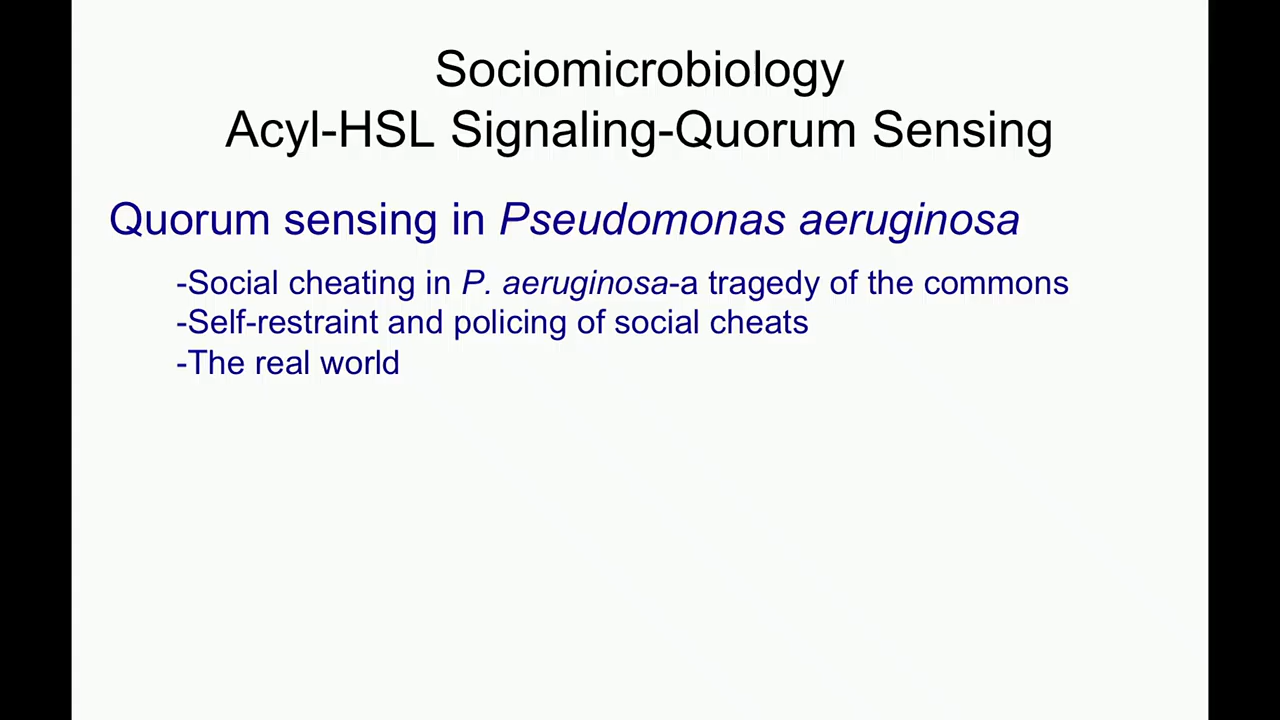 Sociomicrobiology
Acyl-HSL Signaling-Quorum Sensing
Quorum sensing in Pseudomonas aeruginosa
-Social cheating in P. aeruginosa-a tragedy of the commons
-Self-restraint and policing of social cheats
-The real world